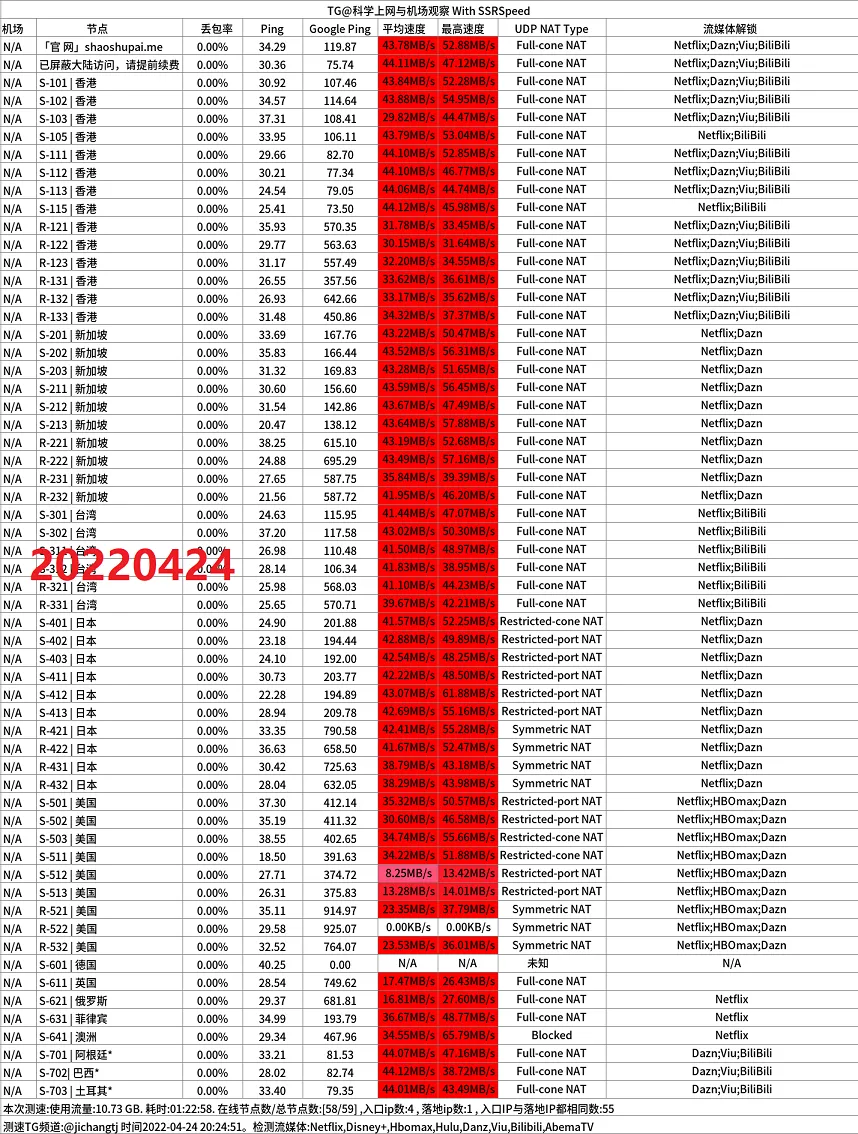 TG@科学上网与机场观察 With SSRSpeed
机场 节点 丢包率 Ping Google Ping 平均速度 最高速度 UDP NAT Type 流媒体解锁
N/A 「官 网」shaoshupai.me 0.00% 34.29 119.87 43.78MB/s 52.88MB/s Full-cone NAT Netflix;Dazn;Viu;BiliBili
N/A 已屏蔽大陆访问，请提前续费 0.00% 30.36 75.74 44.11MB/s 47.12MB/s Full-cone NAT Netflix;Dazn;Viu;BiliBili
N/A S-101 | 香港 0.00% 30.92 107.46 43.84MB/s 52.28MB/s Full-cone NAT Netflix;Dazn;Viu;BiliBili
N/A S-102 | 香港 0.00% 34.57 114.64 43.88MB/s 54.95MB/s Full-cone NAT Netflix;Dazn;Viu;BiliBili
N/A S-103 | 香港 0.00% 37.31 108.41 29.82MB/s 44.47MB/s Full-cone NAT Netflix;Dazn;Viu;BiliBili
N/A S-105 | 香港 0.00% 33.95 106.11 43.79MB/s 53.04MB/s Full-cone NAT Netflix;BiliBili
N/A S-111 | 香港 0.00% 29.66 82.70 44.10MB/s 52.85MB/s Full-cone NAT Netflix;Dazn;Viu;BiliBili
N/A S-112 | 香港 0.00% 30.21 77.34 44.10MB/s 46.77MB/s Full-cone NAT Netflix;Dazn;Viu;BiliBili
N/A S-113 | 香港 0.00% 24.54 79.05 44.06MB/s 44.74MB/s Full-cone NAT Netflix;Dazn;Viu;BiliBili
N/A S-115 | 香港 0.00% 25.41 73.50 44.12MB/s 45.98MB/s Full-cone NAT Netflix;BiliBili
N/A R-121 | 香港 0.00% 35.93 570.35 31.78MB/s 33.45MB/s Full-cone NAT Netflix;Dazn;Viu;BiliBili
N/A R-122 | 香港 0.00% 29.77 563.63 30.15MB/s 31.64MB/s Full-cone NAT Netflix;Dazn;Viu;BiliBili
N/A R-123 | 香港 0.00% 31.17 557.49 32.20MB/s 34.55MB/s Full-cone NAT Netflix;Dazn;Viu;BiliBili
N/A R-131 | 香港 0.00% 26.55 357.56 33.62MB/s 36.61MB/s Full-cone NAT Netflix;Dazn;Viu;BiliBili
N/A R-132 | 香港 0.00% 26.93 642.66 33.17MB/s 35.62MB/s Full-cone NAT Netflix;Dazn;Viu;BiliBili
N/A R-133 | 香港 0.00% 31.48 450.86 34.32MB/s 37.37MB/s Full-cone NAT Netflix;Dazn;Viu;BiliBili
N/A S-201 | 新加坡 0.00% 33.69 167.76 43.22MB/s 50.47MB/s Full-cone NAT Netflix;Dazn
N/A S-202 | 新加坡 0.00% 35.83 166.44 43.52MB/s 56.31MB/s Full-cone NAT Netflix;Dazn
N/A S-203 | 新加坡 0.00% 31.32 169.83 43.28MB/s 51.65MB/s Full-cone NAT Netflix;Dazn
N/A S-211 | 新加坡 0.00% 30.60 156.60 43.59MB/s 56.45MB/s Full-cone NAT Netflix;Dazn
N/A S-212 | 新加坡 0.00% 31.54 142.86 43.67MB/s 47.49MB/s Full-cone NAT Netflix;Dazn
N/A S-213 | 新加坡 0.00% 20.47 138.12 43.64MB/s 57.88MB/s Full-cone NAT Netflix;Dazn
N/A R-221 | 新加坡 0.00% 38.25 615.10 43.19MB/s 52.68MB/s Full-cone NAT Netflix;Dazn
N/A R-222 | 新加坡 0.00% 24.88 695.29 43.49MB/s 57.16MB/s Full-cone NAT Netflix;Dazn
N/A R-231 | 新加坡 0.00% 27.65 587.75 35.84MB/s 39.39MB/s Full-cone NAT Netflix;Dazn
N/A R-232 | 新加坡 0.00% 21.56 587.72 41.95MB/s 46.20MB/s Full-cone NAT Netflix;Dazn
N/A S-301 | 台湾 0.00% 24.63 115.95 41.44MB/s 47.07MB/s Full-cone NAT Netflix;BiliBili
N/A S-302 | 台湾 0.00% 37.20 117.58 43.02MB/s 50.30MB/s Full-cone NAT Netflix;BiliBili
N/A S-311 | 台湾 0.00% 26.98 110.48 41.50MB/s 48.97MB/s Full-cone NAT Netflix;BiliBili
20220424
N/A S-312 | 台湾 0.00% 28.14 106.34 41.83MB/s 38.95MB/s Full-cone NAT Netflix;BiliBili
N/A R-321 | 台湾 0.00% 25.98 568.03 41.10MB/s 44.23MB/s Full-cone NAT Netflix;BiliBili
N/A R-331 | 台湾 0.00% 25.65 570.71 39.67MB/s 42.21MB/s Full-cone NAT Netflix;BiliBili
N/A S-401 | 日本 0.00% 24.90 201.88 41.57MB/s 52.25MB/s Restricted-cone NAT Netflix;Dazn
N/A S-402 | 日本 0.00% 23.18 194.44 42.88MB/s 49.89MB/s Restricted-port NAT Netflix;Dazn
N/A S-403 | 日本 0.00% 24.10 192.00 42.54MB/s 48.25MB/s Restricted-port NAT Netflix;Dazn
N/A S-411 | 日本 0.00% 30.73 203.77 42.22MB/s 48.50MB/s Restricted-port NAT Netflix;Dazn
N/A S-412 | 日本 0.00% 22.28 194.89 43.07MB/s 61.88MB/s Restricted-port NAT Netflix;Dazn
N/A S-413 | 日本 0.00% 28.94 209.78 42.69MB/s 55.16MB/s Restricted-port NAT Netflix;Dazn
N/A R-421 | 日本 0.00% 33.35 790.58 42.41MB/s 55.28MB/s Symmetric NAT Netflix;Dazn
N/A R-422 | 日本 0.00% 36.63 658.50 41.67MB/s 52.47MB/s Symmetric NAT Netflix;Dazn
N/A R-431 | 日本 0.00% 30.42 725.63 38.79MB/s 43.18MB/s Symmetric NAT Netflix;Dazn
N/A R-432 | 日本 0.00% 28.04 632.05 38.29MB/s 43.98MB/s Symmetric NAT Netflix;Dazn
N/A S-501 | 美国 0.00% 37.30 412.14 35.32MB/s 50.57MB/s Restricted-port NAT Netflix;HBOmax;Dazn
N/A S-502 | 美国 0.00% 35.19 411.32 30.60MB/s 46.58MB/s Restricted-port NAT Netflix;HBOmax;Dazn
N/A S-503 | 美国 0.00% 38.55 402.65 34.74MB/s 55.66MB/s Restricted-cone NAT Netflix;HBOmax;Dazn
N/A S-511 | 美国 0.00% 18.50 391.63 34.22MB/s 51.88MB/s Restricted-cone NAT Netflix;HBOmax;Dazn
N/A S-512 | 美国 0.00% 27.71 374.72 8.25MB/s 13.42MB/s Restricted-port NAT Netflix;HBOmax;Dazn
N/A S-513 | 美国 0.00% 26.31 375.83 13.28MB/s 14.01MB/s Restricted-port NAT Netflix;HBOmax;Dazn
N/A R-521 | 美国 0.00% 35.11 914.97 23.35MB/s 37.79MB/s Symmetric NAT Netflix;HBOmax;Dazn
N/A R-522 | 美国 0.00% 29.58 925.07 0.00KB/s 0.00KB/s Symmetric NAT Netflix;HBOmax;Dazn
N/A R-532 | 美国 0.00% 32.52 764.07 23.53MB/s 36.01MB/s Symmetric NAT Netflix;HBOmax;Dazn
N/A S-601 | 德国 0.00% 40.25 0.00 N/A N/A 未知 N/A
N/A S-611 | 英国 0.00% 28.54 749.62 17.47MB/s 26.43MB/s Full-cone NAT
N/A S-621 | 俄罗斯 0.00% 29.37 681.81 16.81MB/s 27.60MB/s Full-cone NAT Netflix
N/A S-631 | 菲律宾 0.00% 34.99 193.79 36.67MB/s 48.77MB/s Full-cone NAT Netflix
N/A S-641 | 澳洲 0.00% 29.34 467.96 34.55MB/s 65.79MB/s Blocked Netflix
N/A S-701 | 阿根廷* 0.00% 33.21 81.53 44.07MB/s 47.16MB/s Full-cone NAT Dazn;Viu;BiliBili
N/A S-702| 巴西* 0.00% 28.02 82.74 44.12MB/s 38.72MB/s Full-cone NAT Dazn;Viu;BiliBili
N/A S-703 | 土耳其* 0.00% 33.40 79.35 44.01MB/s 43.49MB/s Full-cone NAT Dazn;Viu;BiliBili
本次测速:使用流量:10.73 GB. 耗时:01:22:58. 在线节点数/总节点数:[58/59] ,入口ip数:4 , 落地ip数:1 , 入口IP与落地IP都相同数:55
测速TG频道:@jichangtj 时间2022-04-24 20:24:51。检测流媒体:Netflix,Disney+,Hbomax,Hulu,Danz,Viu,Bilibili,AbemaTV